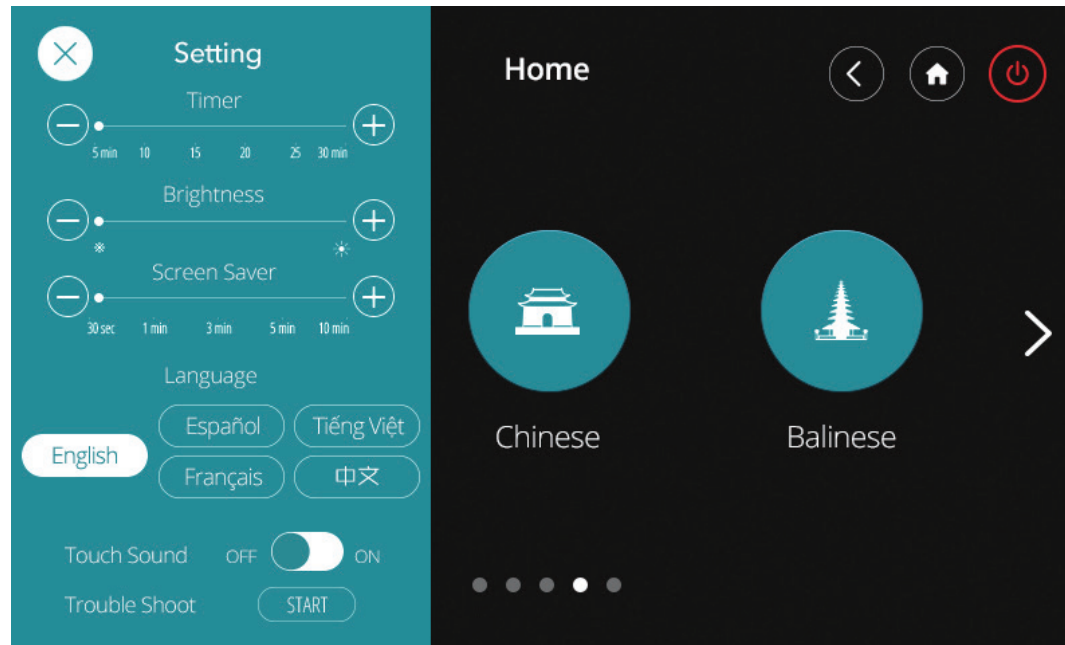 Setting
Timer
5 min 10 15 20 25 30 min
Brightness
Screen Saver
30 sec 1 min 3 min 5 min 10 min
Language
English
Español
Tiếng Việt
Français
中文
Touch Sound OFF ON
Trouble Shoot START
Home
Chinese
Balinese